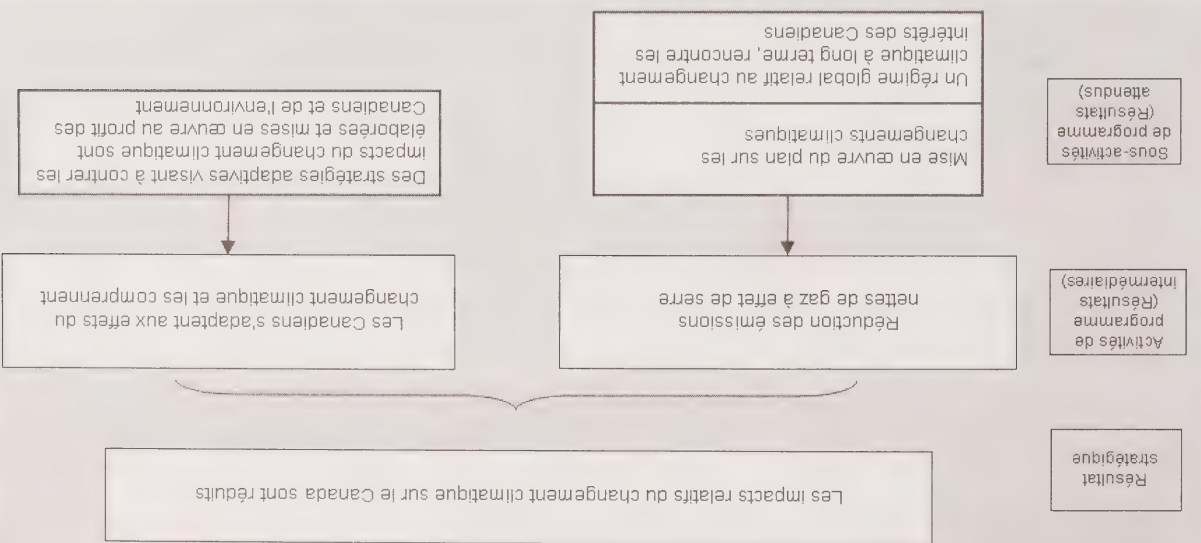 Résultat
stratégique
Les impacts relatifs du changement climatique sur le Canada sont réduits
Activités de
programme
(Résultats
intermédiaires)
Réduction des émissions
nettes de gaz à effet de serre
Les Canadiens s'adaptent aux effets du
changement climatique et les comprennent
Sous-activités
de programme
(Résultats
attendus)
Mise en œuvre du plan sur les
changements climatiques
Un régime global relatif au changement
climatique à long terme, rencontre les
intérêts des Canadiens
Des stratégies adaptives visant à contrer les
impacts du changement climatique sont
élaborées et mises en œuvre au profit des
Canadiens et de l'environnement